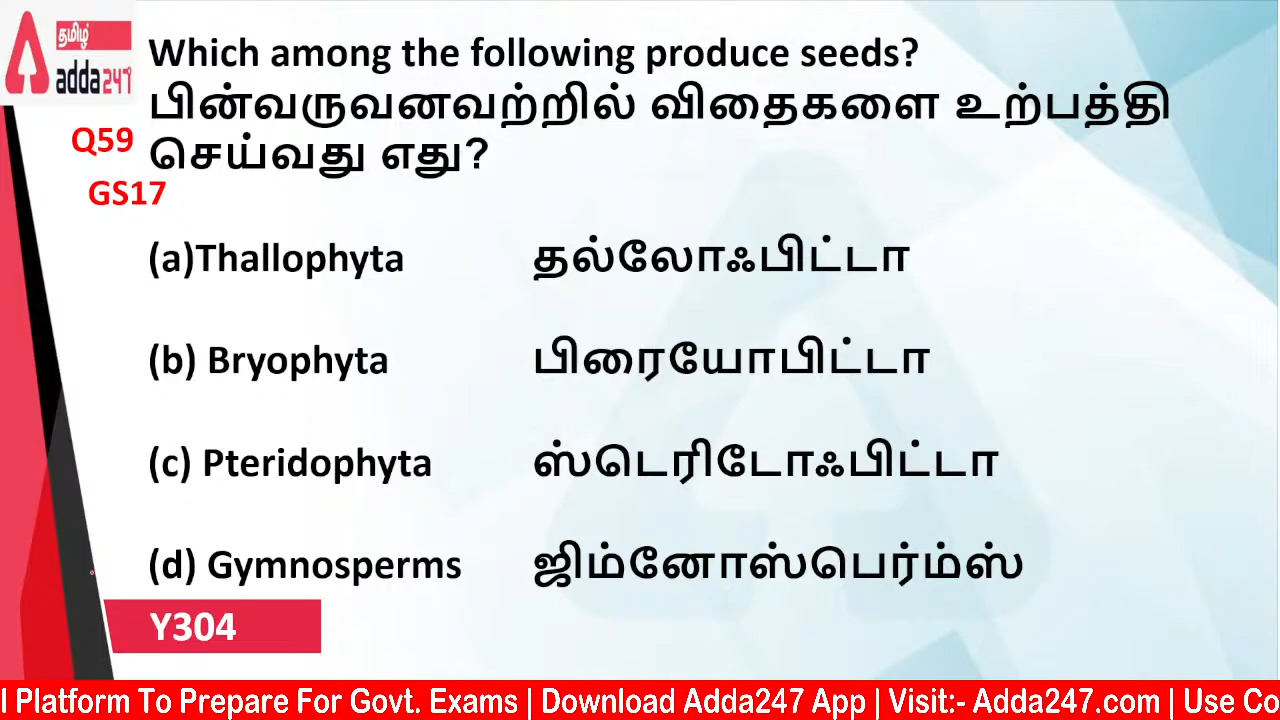 தமிழ்
adda247
Which among the following produce seeds?
பின்வருவனவற்றில் விதைகளை உற்பத்தி
Q59
செய்வது எது?
GS17
(a)Thallophyta தல்லோஃபிட்டா
(b) Bryophyta பிரையோபிட்டா
(c) Pteridophyta ஸ்டெரிடோஃபிட்டா
(d) Gymnosperms ஜிம்னோஸ்பெர்ம்ஸ்
Y304
l Platform To Prepare For Govt. Exams | Download Adda247 App | Visit:- Adda247.com | Use Co